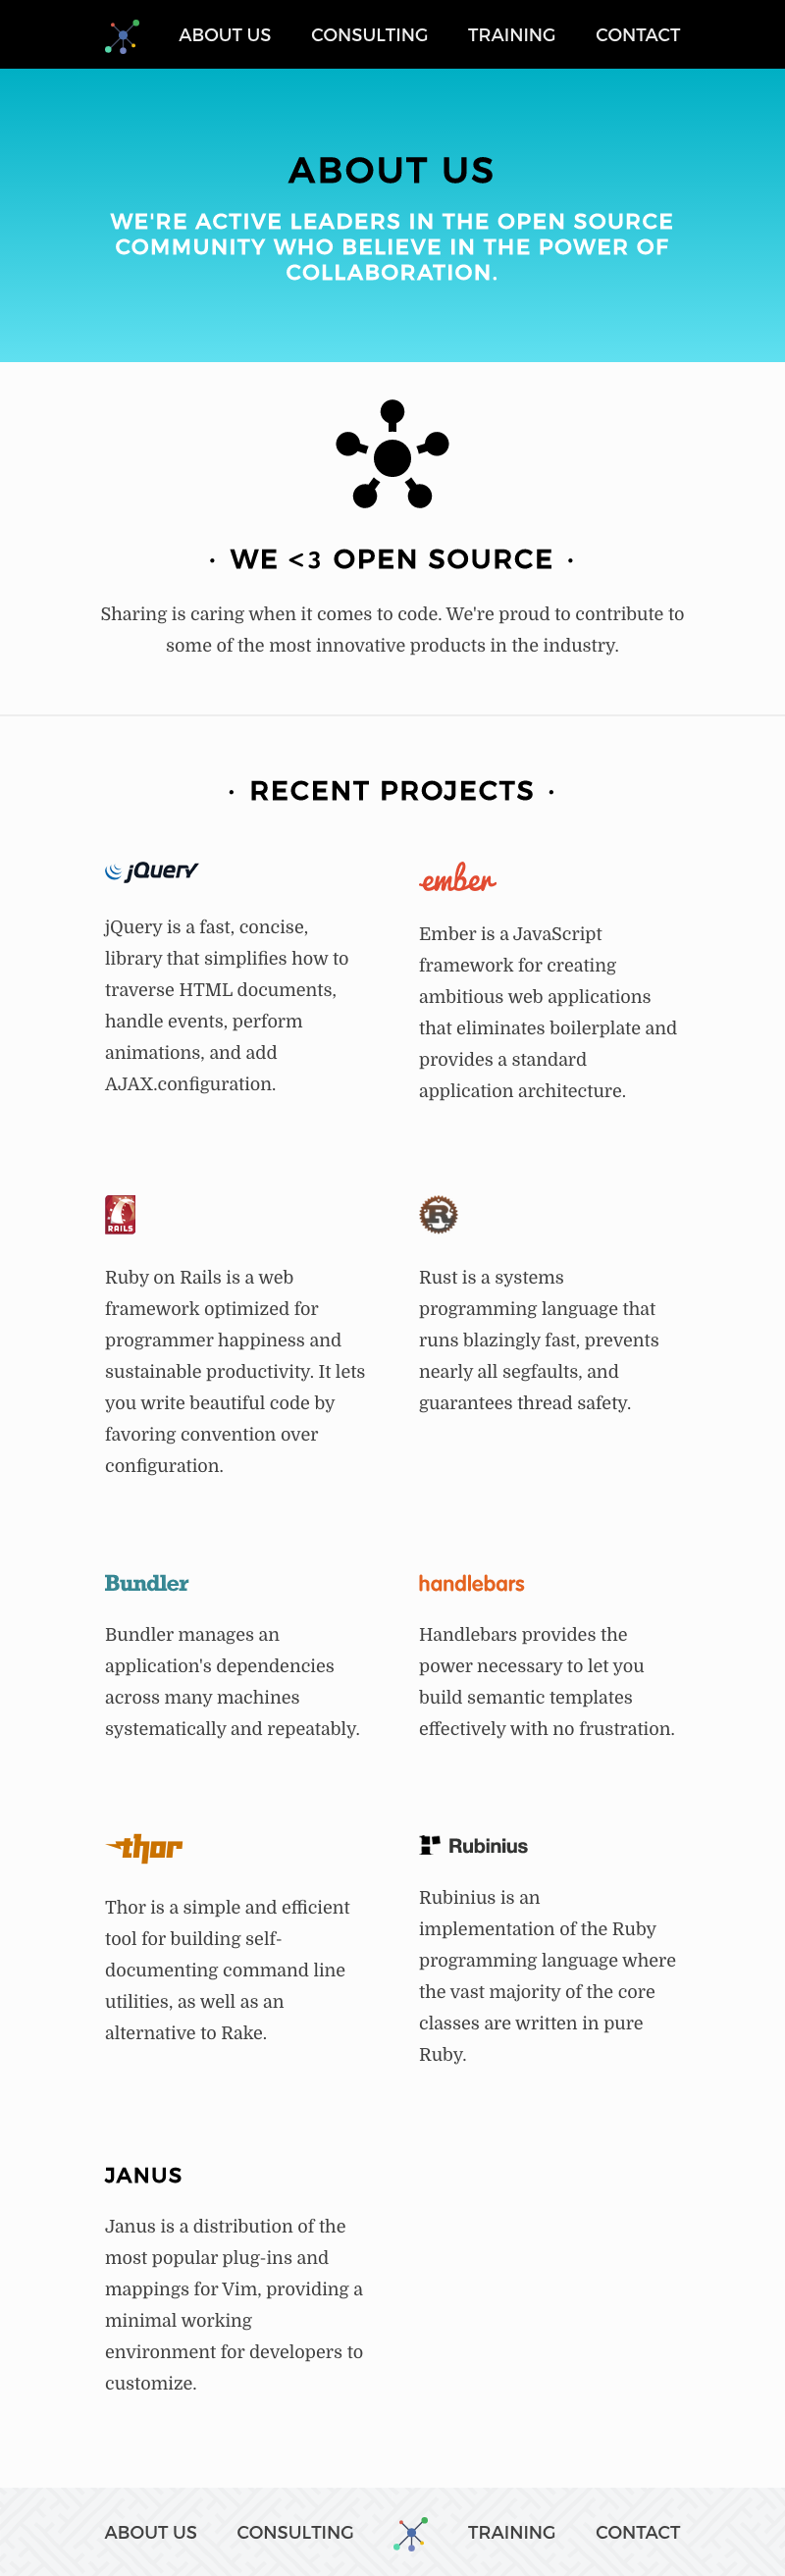 ABOUT US CONSULTING TRAINING CONTACT
ABOUT US
WE'RE ACTIVE LEADERS IN THE OPEN SOURCE
COMMUNITY WHO BELIEVE IN THE POWER OF
COLLABORATION.
· WE <3 OPEN SOURCE ·
Sharing is caring when it comes to code. We're proud to contribute to
some of the most innovative products in the industry.
· RECENT PROJECTS ·
jQuery
jQuery is a fast, concise,
library that simplifies how to
traverse HTML documents,
handle events, perform
animations, and add
AJAX.configuration.
ember
Ember is a JavaScript
framework for creating
ambitious web applications
that eliminates boilerplate and
provides a standard
application architecture.
RAILS
Ruby on Rails is a web
framework optimized for
programmer happiness and
sustainable productivity. It lets
you write beautiful code by
favoring convention over
configuration.
R
Rust is a systems
programming language that
runs blazingly fast, prevents
nearly all segfaults, and
guarantees thread safety.
Bundler
Bundler manages an
application's dependencies
across many machines
systematically and repeatably.
handlebars
Handlebars provides the
power necessary to let you
build semantic templates
effectively with no frustration.
thor
Thor is a simple and efficient
tool for building self-
documenting command line
utilities, as well as an
alternative to Rake.
Rubinius
Rubinius is an
implementation of the Ruby
programming language where
the vast majority of the core
classes are written in pure
Ruby.
JANUS
Janus is a distribution of the
most popular plug-ins and
mappings for Vim, providing a
minimal working
environment for developers to
customize.
ABOUT US CONSULTING TRAINING CONTACT